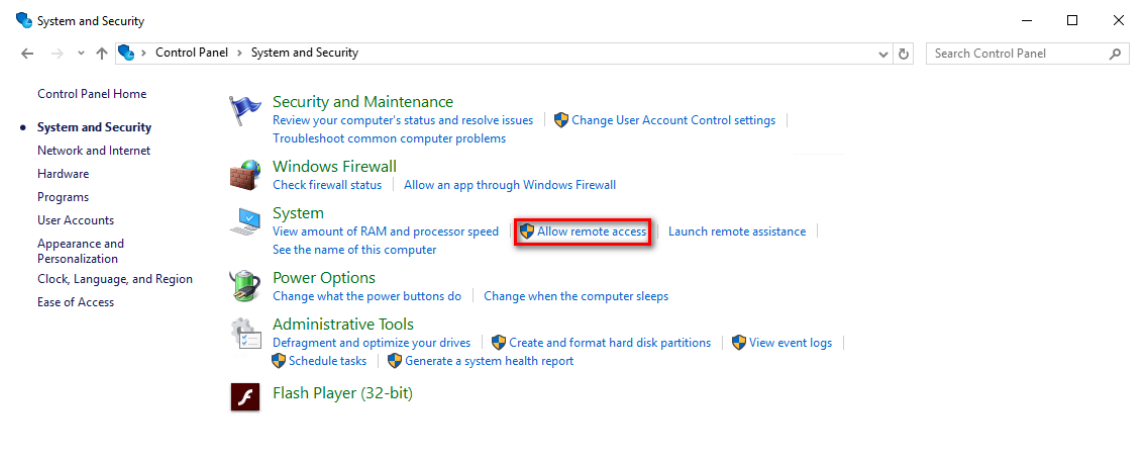 System and Security
Control Panel > System and Security
Search Control Panel
Control Panel Home
System and Security
Network and Internet
Hardware
Programs
User Accounts
Appearance and
Personalization
Clock, Language, and Region
Ease of Access
Security and Maintenance
Review your computer's status and resolve issues
Change User Account Control settings
Troubleshoot common computer problems
Windows Firewall
Check firewall status
Allow an app through Windows Firewall
System
View amount of RAM and processor speed
Allow remote access
Launch remote assistance
See the name of this computer
Power Options
Change what the power buttons do
Change when the computer sleeps
Administrative Tools
Defragment and optimize your drives
Create and format hard disk partitions
View event logs
Schedule tasks
Generate a system health report
Flash Player (32-bit)